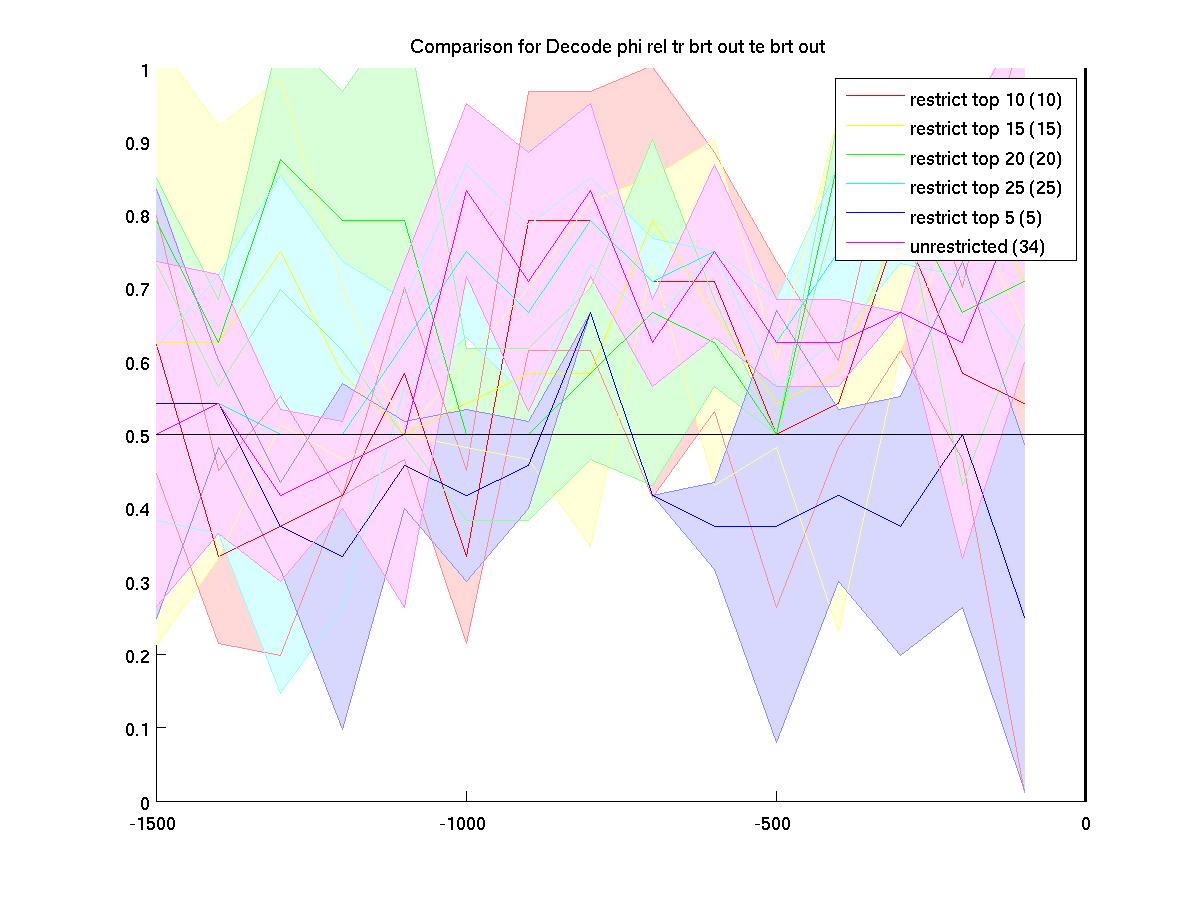 Comparison for Decode phi rel tr brt out te brt out
1
0.9
0.8
0.7
0.6
0.5
0.4
0.3
0.2
0.1
0
-1500
-1000
-500
0
restrict top 10 (10)
restrict top 15 (15)
restrict top 20 (20)
restrict top 25 (25)
restrict top 5 (5)
unrestricted (34)